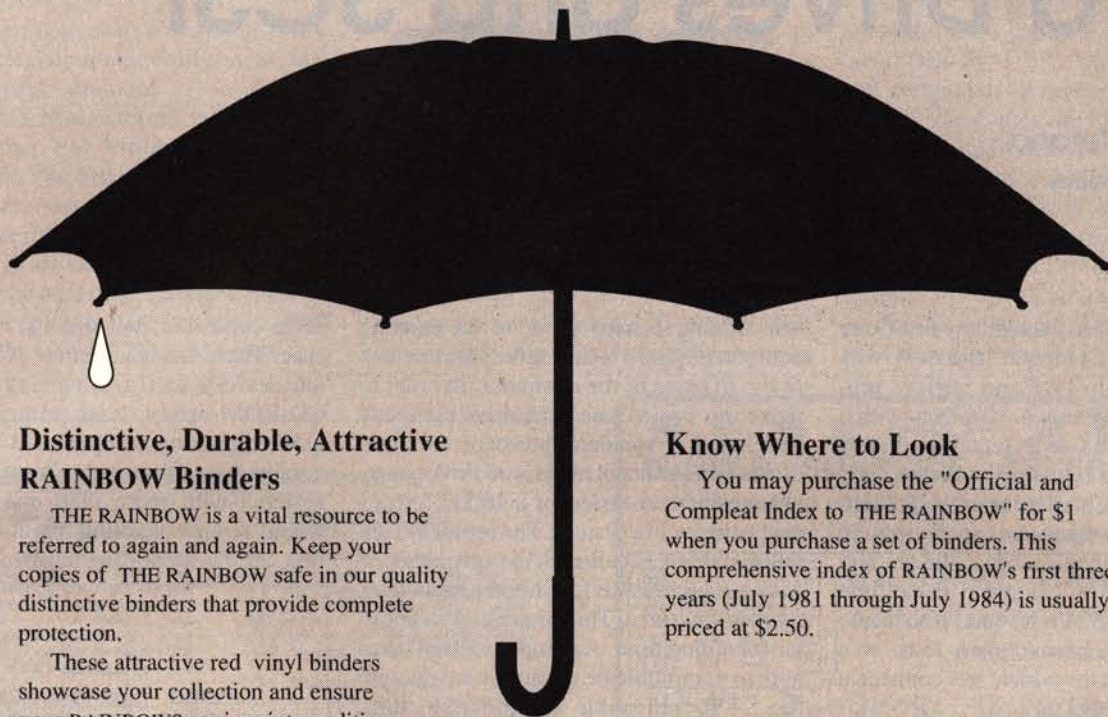 Distinctive, Durable, Attractive
RAINBOW Binders
THE RAINBOW is a vital resource to be
referred to again and again. Keep your
copies of THE RAINBOW safe in our quality
distinctive binders that provide complete
protection.
These attractive red vinyl binders
showcase your collection and ensure
Know Where to Look
You may purchase the "Official and
Compleat Index to THE RAINBOW" for $1
when you purchase a set of binders. This
comprehensive index of RAINBOW's first three
years (July 1981 through July 1984) is usually
priced at $2.50.